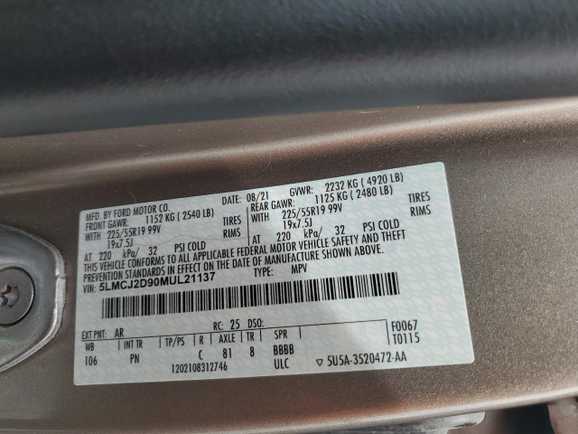 MFD. BY FORD MOTOR CO. DATE: 08/21 GVWR: 2232 KG ( 4920 LB)
FRONT GAWR: 1152 KG ( 2540 LB) REAR GAWR: 1125 KG ( 2480 LB)
WITH 225/55R19 99V TIRES WITH 225/55R19 99V TIRES
19x7.5J RIMS 19x7.5J RIMS
AT 220 kPa/ 32 PSI COLD AT 220 kPa/ 32 PSI COLD
THIS VEHICLE CONFORMS TO ALL APPLICABLE FEDERAL MOTOR VEHICLE SAFETY AND THEFT
PREVENTION STANDARDS IN EFFECT ON THE DATE OF MANUFACTURE SHOWN ABOVE.
VIN: 5LMCJ2D90MUL21137 TYPE: MPV
EXT PNT: AR RC: 25 DSO: F0067
WB INT TR TP/PS R AXLE TR SPR T0115
106 PN C 81 8 BBBB
1202108312746 ULC ▽ 5U5A-3520472-AA